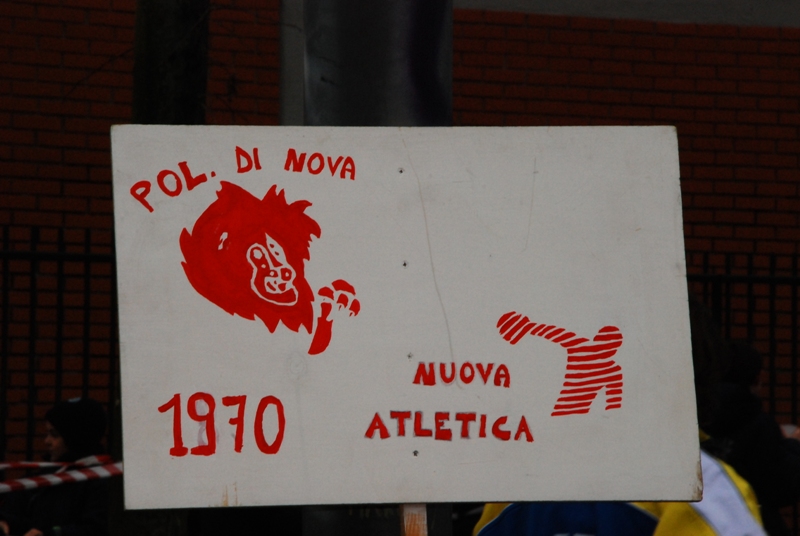 POL. DI NOVA
1970
NUOVA
ATLETICA